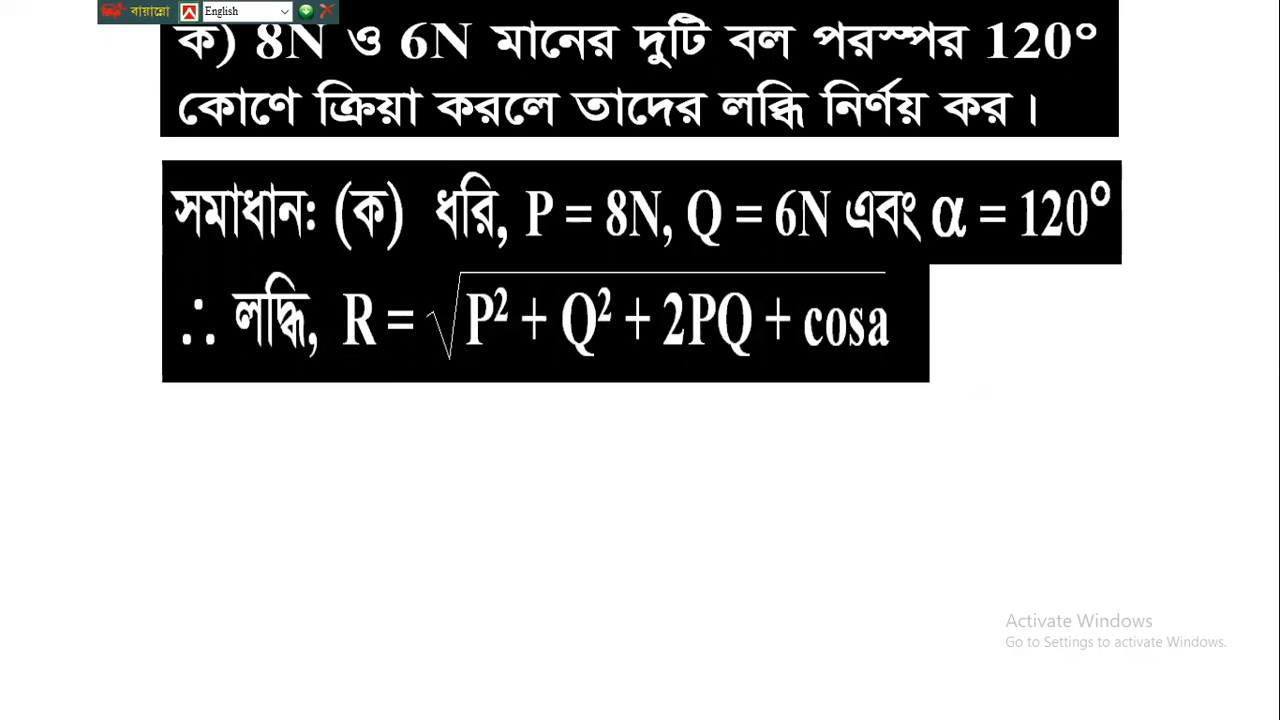 বায়ান্নো English
ক) 8N ও 6N মানের দুটি বল পরস্পর 120°
কোণে ক্রিয়া করলে তাদের লব্ধি নির্ণয় কর।
সমাধানঃ (ক) ধরি, P = 8N, Q = 6N এবং α = 120°
∴ লদ্ধি, R = √P² + Q² + 2PQ + cosa
Activate Windows
Go to Settings to activate Windows.